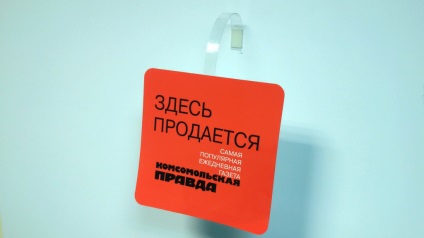 ЗДЕСЬ
ПРОДАЕТСЯ
САМАЯ
ПОПУЛЯРНАЯ
ЕЖЕДНЕВНАЯ
ГАЗЕТА
КОМСОМОЛЬСКАЯ
ПРАВДА